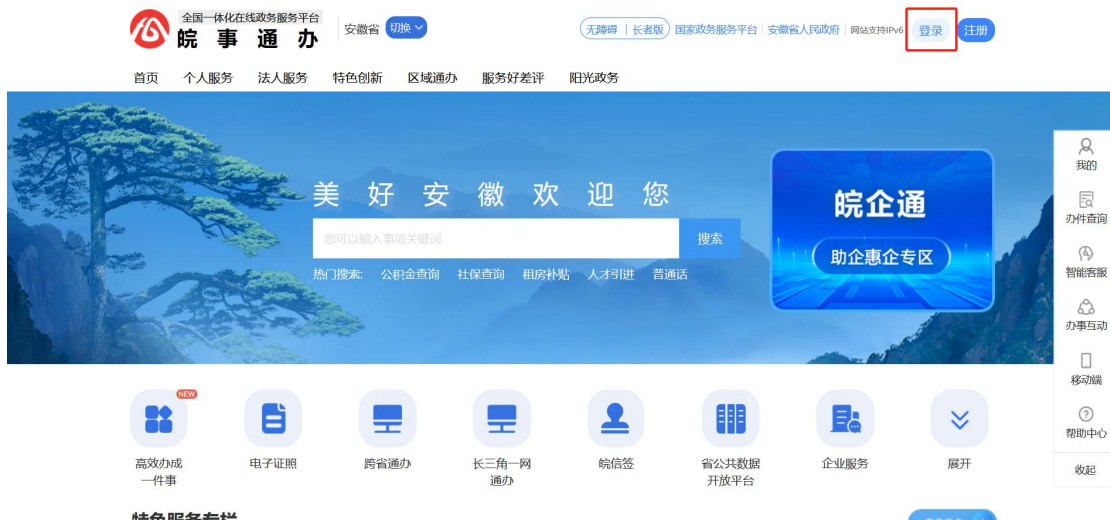 全国一体化在线政务服务平台
皖事通办
安徽省 切换
无障碍 | 长者版 国家政务服务平台 安徽省人民政府 网站支持IPv6 登录 注册
首页 个人服务 法人服务 特色创新 区域通办 服务好差评 阳光政务
美好安徽欢迎您
您可以输入事项关键词 搜索
热门搜索: 公积金查询 社保查询 租房补贴 人才引进 普通话
皖企通
助企惠企专区
我的
办件查询
智能客服
办事互动
移动端
帮助中心
收起
NEW
高效办成
一件事
电子证照
跨省通办
长三角一网
通办
皖信签
省公共数据
开放平台
企业服务
展开
特色服务专栏